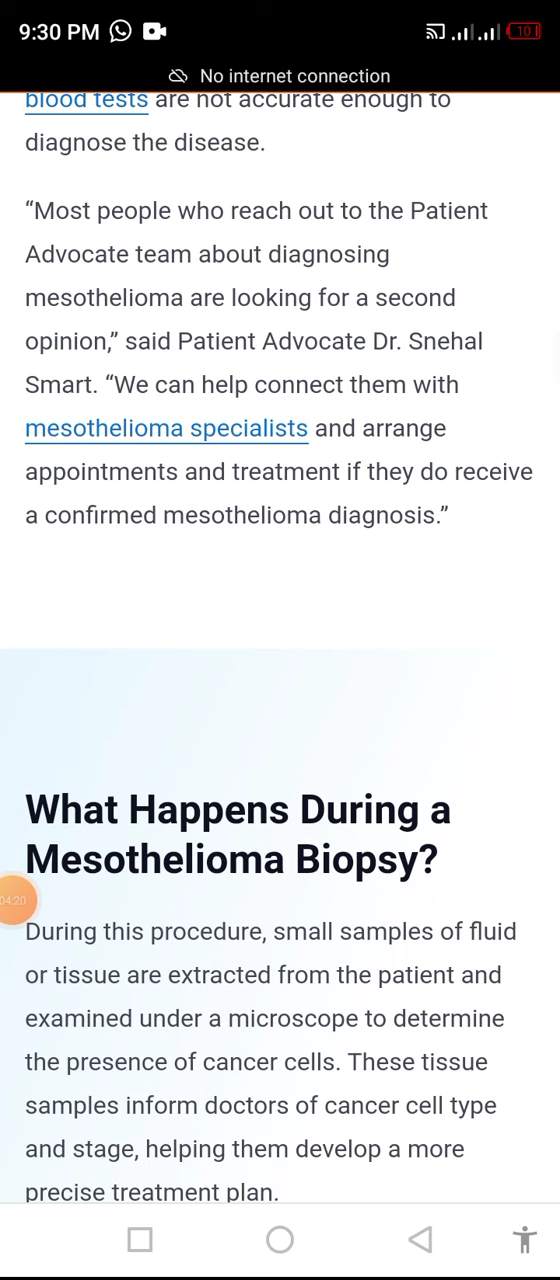 9:30 PM
10
No internet connection
blood tests are not accurate enough to
diagnose the disease.
“Most people who reach out to the Patient
Advocate team about diagnosing
mesothelioma are looking for a second
opinion,” said Patient Advocate Dr. Snehal
Smart. “We can help connect them with
mesothelioma specialists and arrange
appointments and treatment if they do receive
a confirmed mesothelioma diagnosis.”
What Happens During a
Mesothelioma Biopsy?
04:20
During this procedure, small samples of fluid
or tissue are extracted from the patient and
examined under a microscope to determine
the presence of cancer cells. These tissue
samples inform doctors of cancer cell type
and stage, helping them develop a more
precise treatment plan.